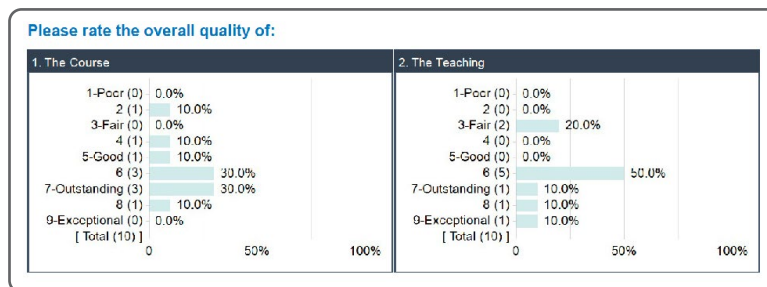 Please rate the overall quality of:
1. The Course
1-Poor (0) 0.0%
2 (1) 10.0%
3-Fair (0) 0.0%
4 (1) 10.0%
5-Good (1) 10.0%
6 (3) 30.0%
7-Outstanding (3) 30.0%
8 (1) 10.0%
9-Exceptional (0) 0.0%
[ Total (10) ]
0 50% 100%
2. The Teaching
1-Poor (0) 0.0%
2 (0) 0.0%
3-Fair (2) 20.0%
4 (0) 0.0%
5-Good (0) 0.0%
6 (5) 50.0%
7-Outstanding (1) 10.0%
8 (1) 10.0%
9-Exceptional (1) 10.0%
[ Total (10) ]
0 50% 100%